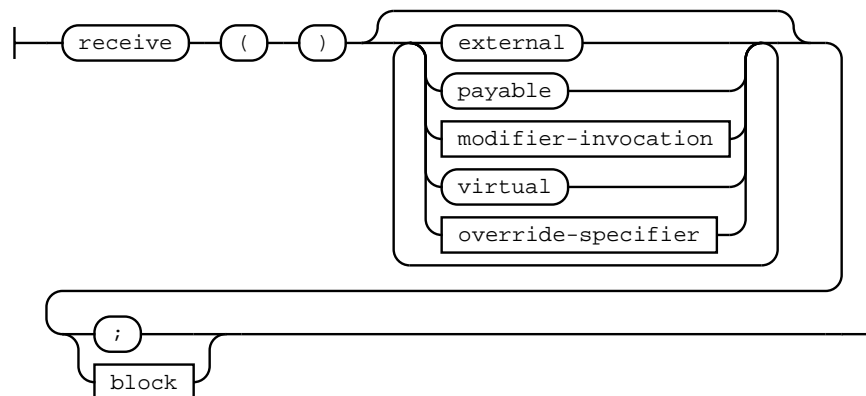 receive ( ) external
payable
modifier-invocation
virtual
override-specifier
;
block